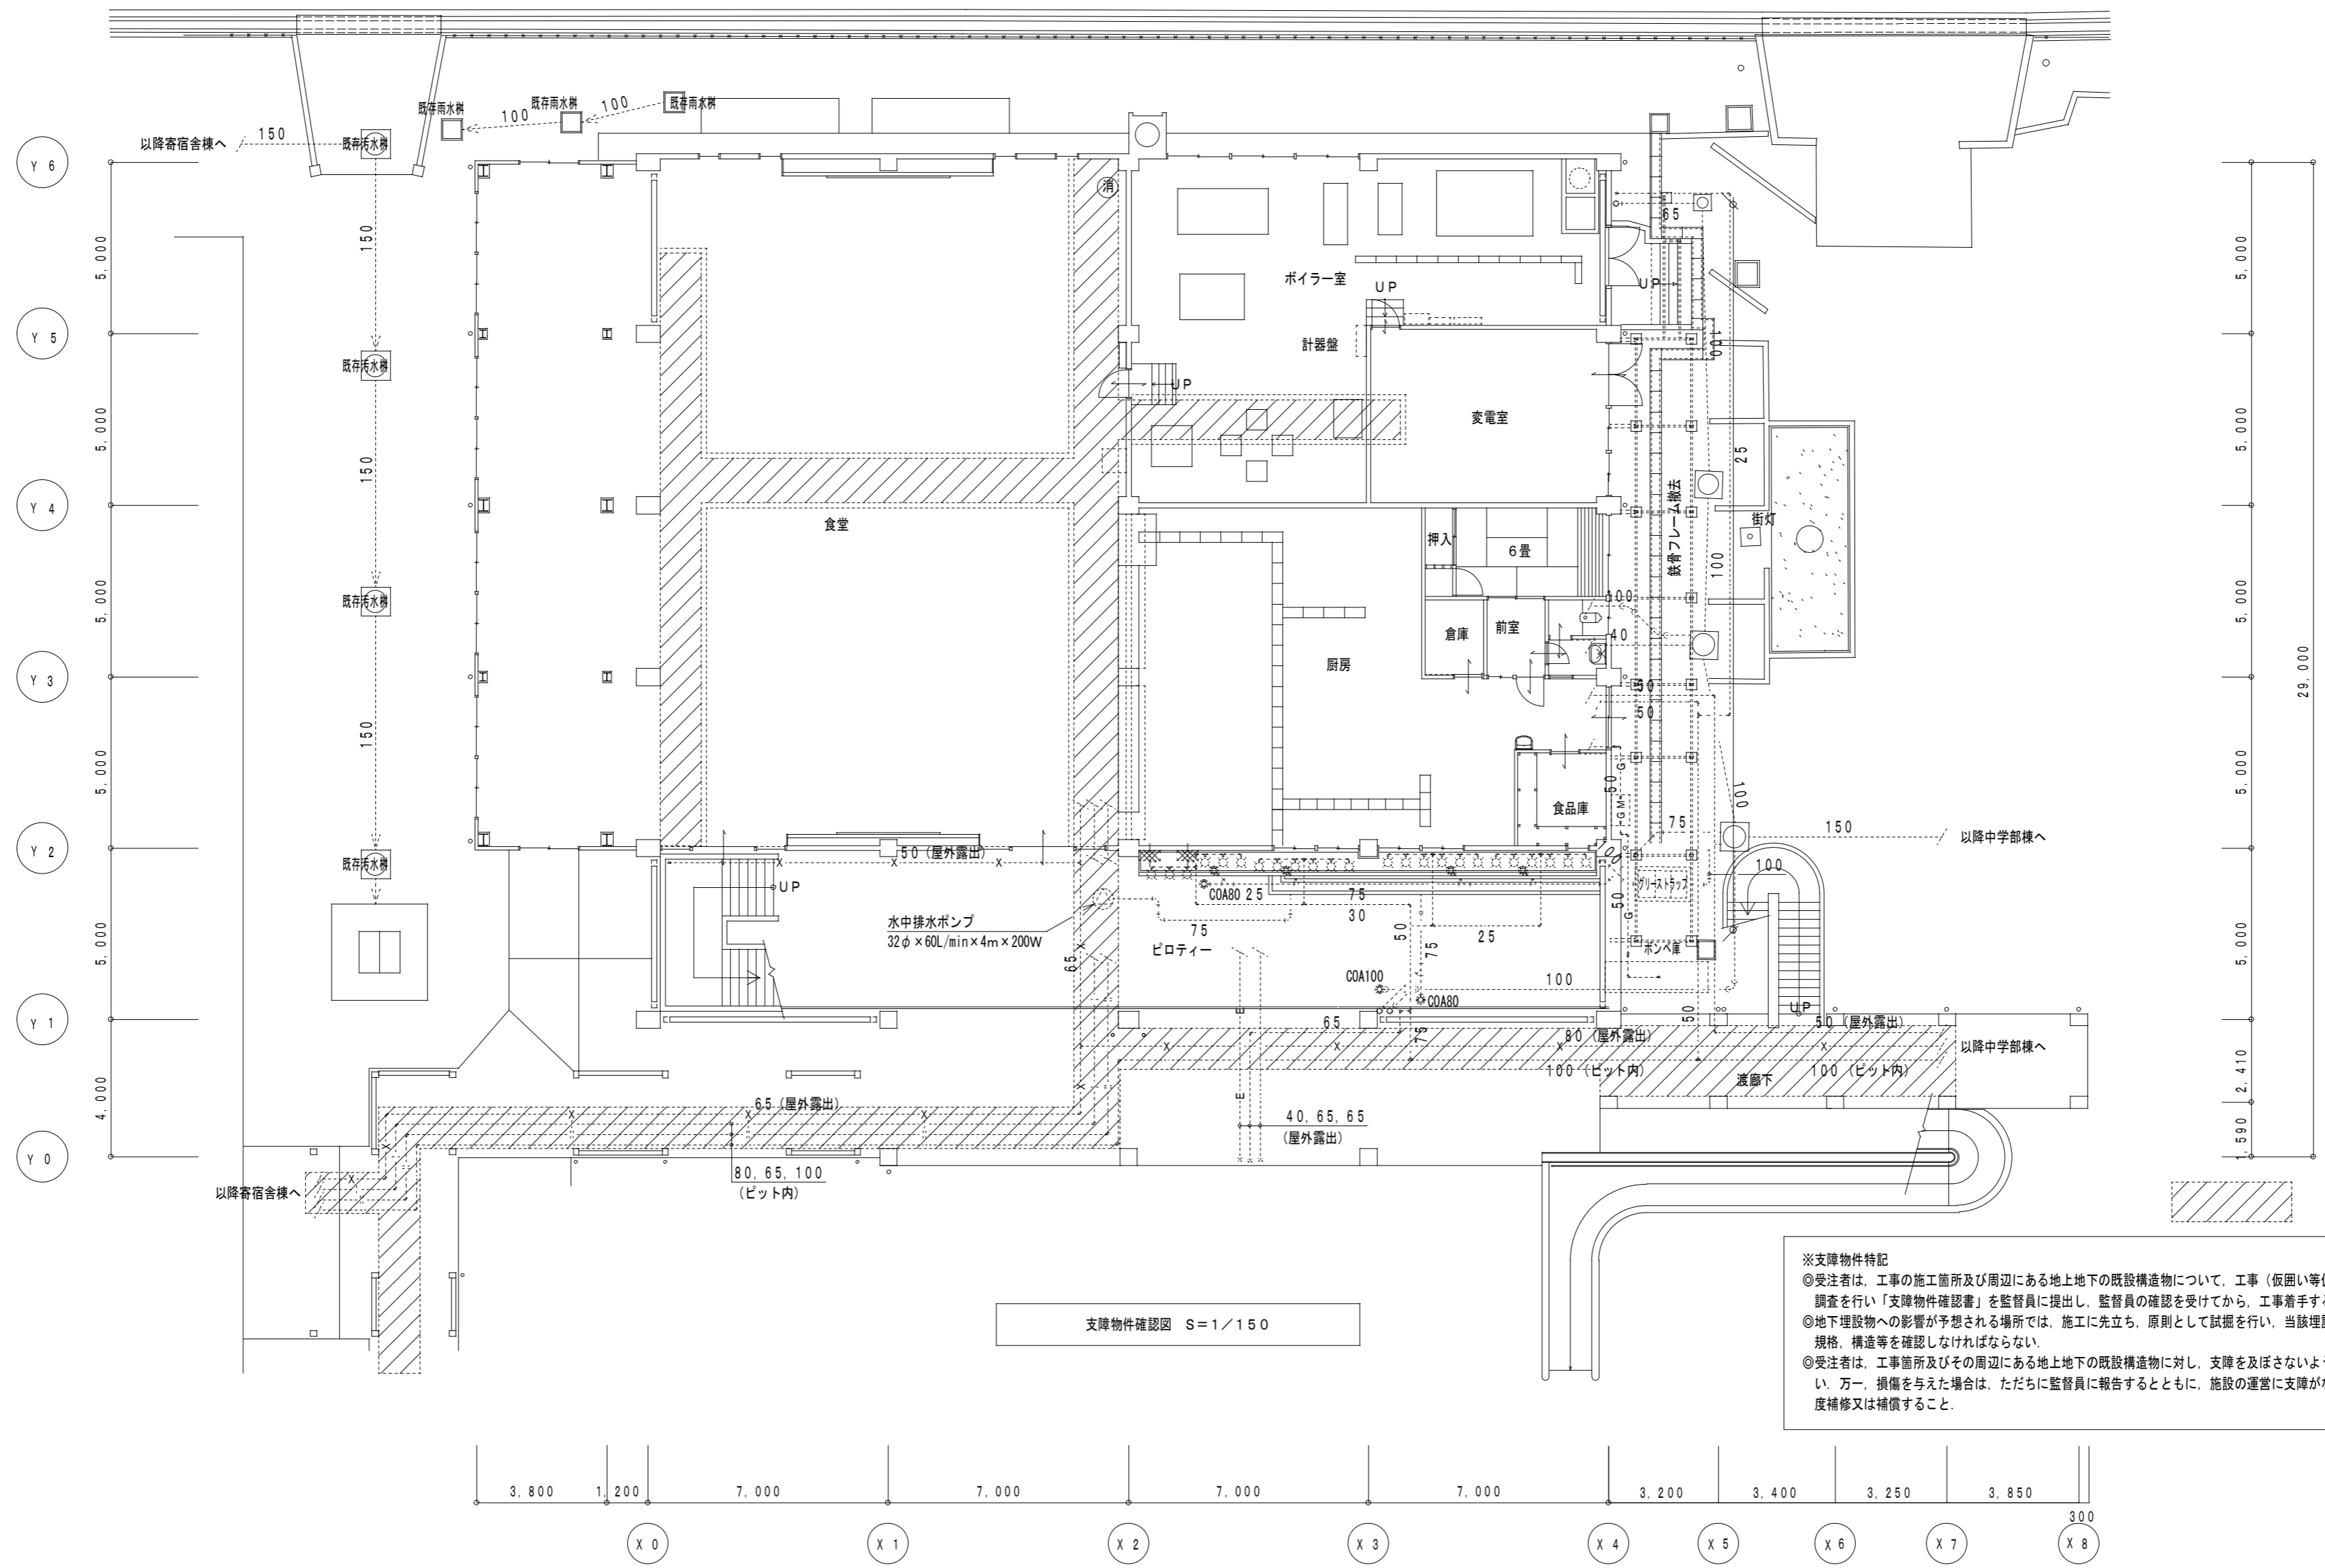 既存雨水桝
既存雨水桝
既存雨水桝
100
100
以降寄宿舎棟へ
150
既存汚水桝
150
既存汚水桝
150
既存汚水桝
150
既存汚水桝
Y 6
Y 5
Y 4
Y 3
Y 2
Y 1
Y 0
5,000
5,000
5,000
5,000
5,000
4,000
消
ボイラー室
UP
計器盤
UP
変電室
65
UP
100
25
鉄骨フレーム撤去
街灯
100
食堂
押入
6畳
100
倉庫
前室
40
厨房
50
50
食品庫
50
G
GM
100
75
150
以降中学部棟へ
グリーストラップ
100
50
G
ボンベ庫
50(屋外露出)
UP
水中排水ポンプ
32φ×60L/min×4m×200W
COA80
25
75
30
75
ピロティー
50
75
25
65
COA100
COA80
100
UP
E
E
65
75
80(屋外露出)
50
50(屋外露出)
以降中学部棟へ
100(ピット内)
渡廊下
100(ピット内)
65(屋外露出)
40,65,65
(屋外露出)
80,65,100
(ピット内)
以降寄宿舎棟へ
5,000
5,000
5,000
5,000
5,000
2,410
1,590
29,000
支障物件確認図 S=1/150
※支障物件特記
◎受注者は,工事の施工箇所及び周辺にある地上地下の既設構造物について,工事(仮囲い等
調査を行い「支障物件確認書」を監督員に提出し,監督員の確認を受けてから,工事着手す
◎地下埋設物への影響が予想される場所では,施工に先立ち,原則として試掘を行い,当該埋
規格,構造等を確認しなければならない.
◎受注者は,工事箇所及びその周辺にある地上地下の既設構造物に対し,支障を及ぼさないよ
い.万一,損傷を与えた場合は,ただちに監督員に報告するとともに,施設の運営に支障が
度補修又は補償すること.
3,800
1,200
7,000
7,000
7,000
7,000
3,200
3,400
3,250
3,850
300
X 0
X 1
X 2
X 3
X 4
X 5
X 6
X 7
X 8